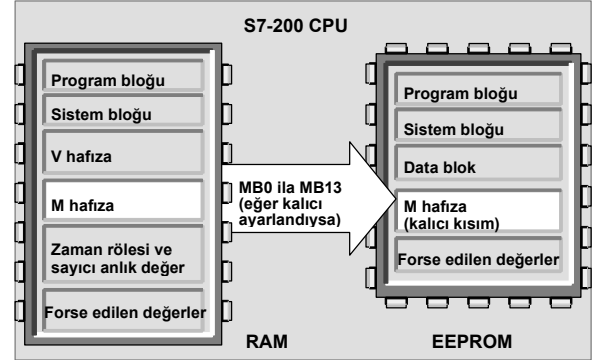 S7-200 CPU
Program bloğu
Sistem bloğu
V hafıza
M hafıza
Zaman rölesi ve
sayıcı anlık değer
Forse edilen değerler
RAM
MB0 ila MB13
(eğer kalıcı
ayarlandıysa)
Program bloğu
Sistem bloğu
Data blok
M hafıza
(kalıcı kısım)
Forse edilen değerler
EEPROM